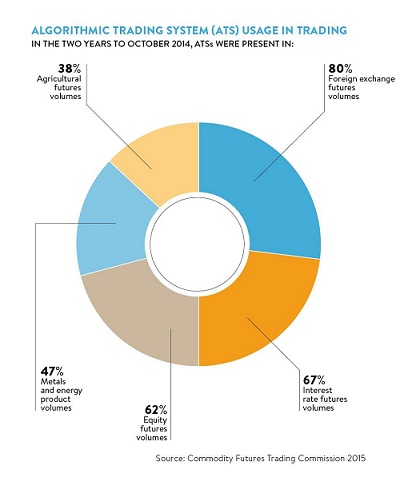 ALGORITHMIC TRADING SYSTEM (ATS) USAGE IN TRADING
IN THE TWO YEARS TO OCTOBER 2014, ATSs WERE PRESENT IN:
38%
Agricultural
futures
volumes
80%
Foreign exchange
futures
volumes
47%
Metals
and energy
product
volumes
62%
Equity
futures
volumes
67%
Interest
rate futures
volumes
Source: Commodity Futures Trading Commission 2015